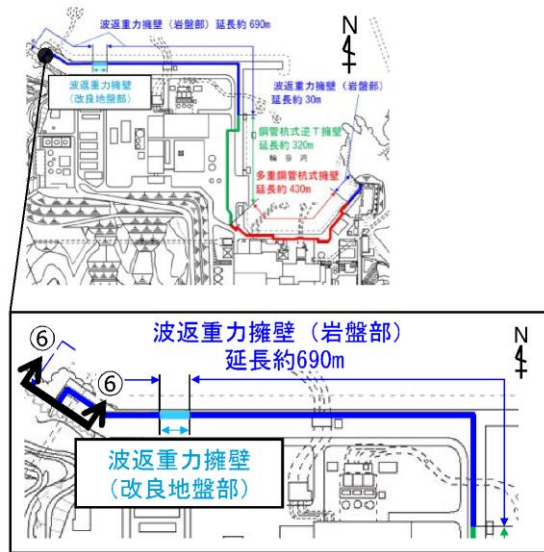 波返重力擁壁（岩盤部）延長約690m
N
波返重力擁壁
（改良地盤部）
波返重力擁壁（岩盤部）
延長約30m
鋼管杭式逆T擁壁
延長約320m
輪谷湾
多重鋼管杭式擁壁
延長約430m
波返重力擁壁（岩盤部）
延長約690m
N
⑥
⑥
波返重力擁壁
（改良地盤部）